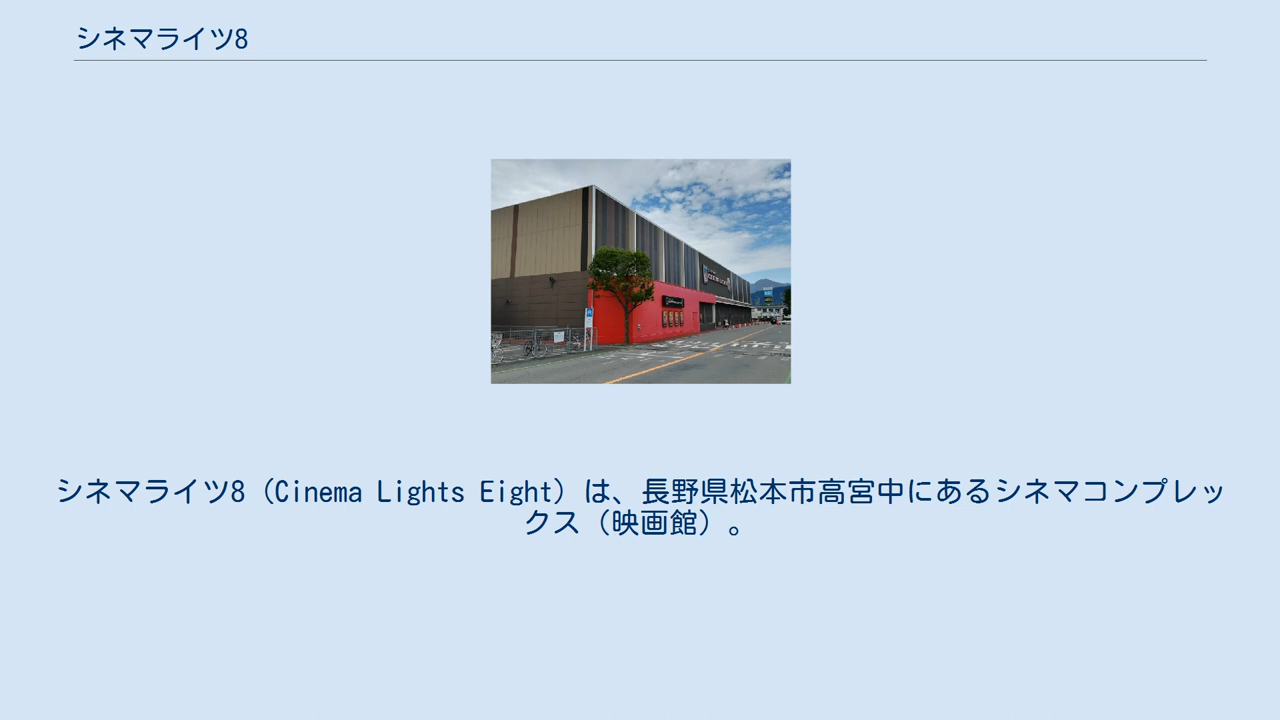 シネマライツ8
シネマライツ8（Cinema Lights Eight）は、長野県松本市高宮中にあるシネマコンプレッ
クス（映画館）。